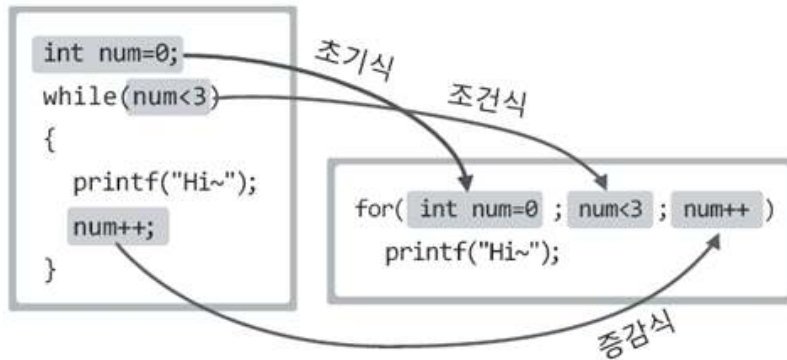 int num=0;
while(num<3)
{
printf("Hi~");
num++;
}
초기식
조건식
for( int num=0 ; num<3 ; num++ )
printf("Hi~");
증감식